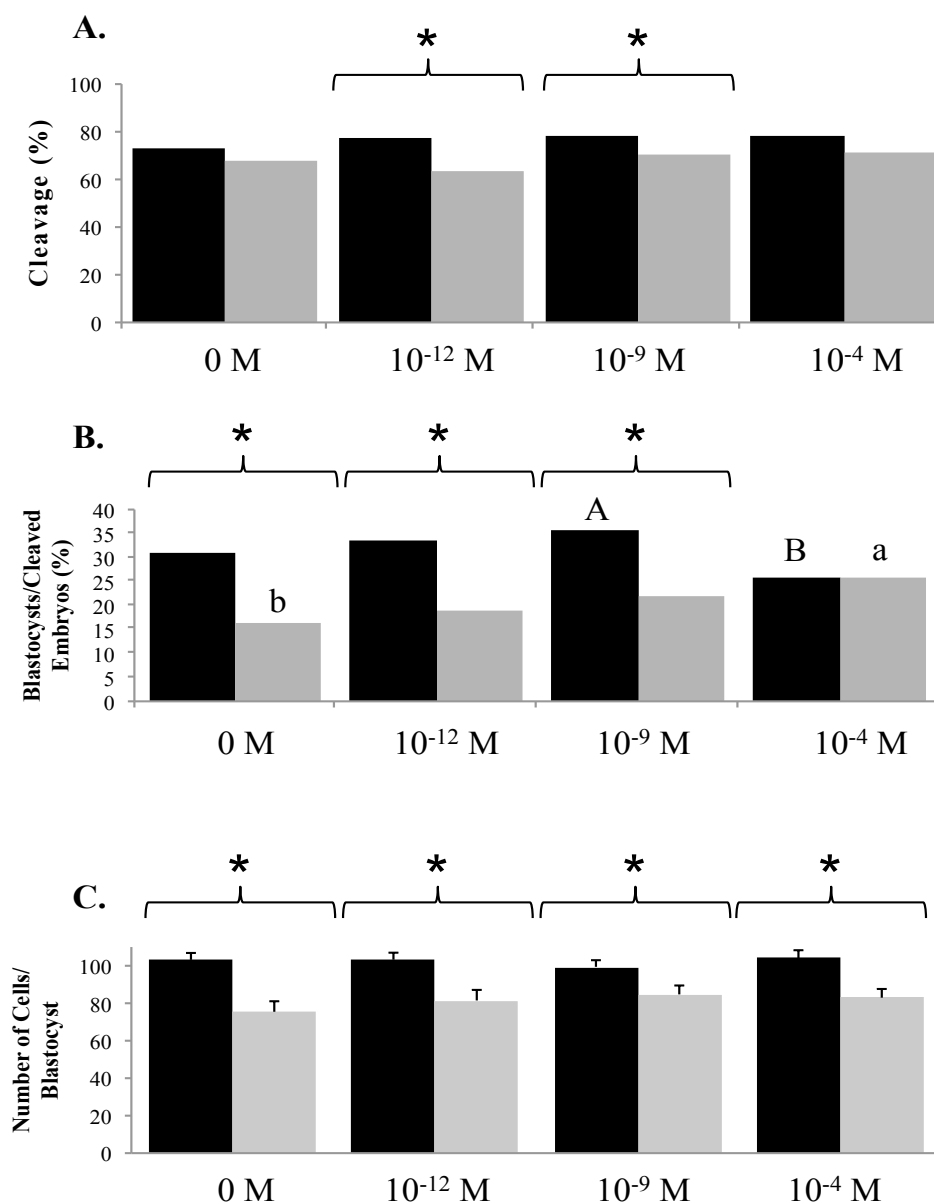 A.
* *
Cleavage (%)
100
80
60
40
20
0
0 M 10⁻¹² M 10⁻⁹ M 10⁻⁴ M
B.
* * *
Blastocysts/Cleaved
Embryos (%)
40
35
30
25
20
15
10
5
0
b A B a
0 M 10⁻¹² M 10⁻⁹ M 10⁻⁴ M
C.
* * * *
Number of Cells/
Blastocyst
100
80
60
40
20
0
0 M 10⁻¹² M 10⁻⁹ M 10⁻⁴ M